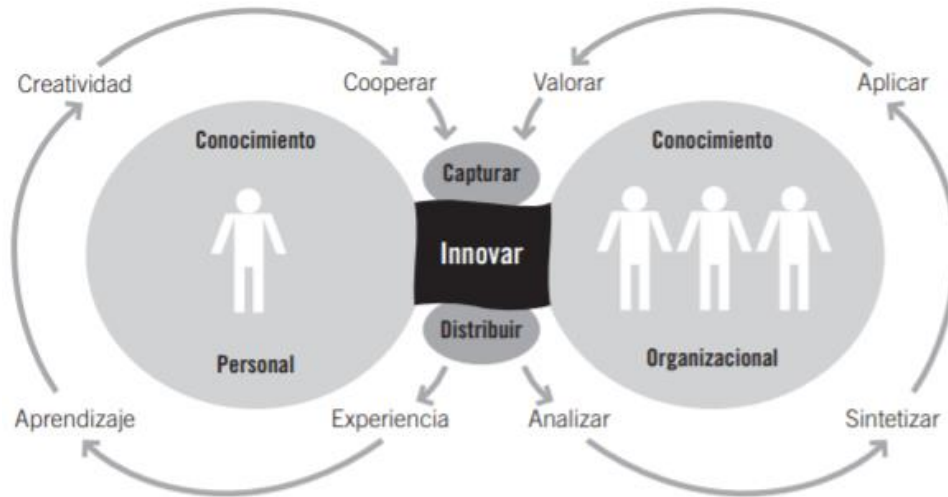 Creatividad
Cooperar
Valorar
Aplicar
Conocimiento
Conocimiento
Capturar
Innovar
Distribuir
Personal
Organizacional
Aprendizaje
Experiencia
Analizar
Sintetizar